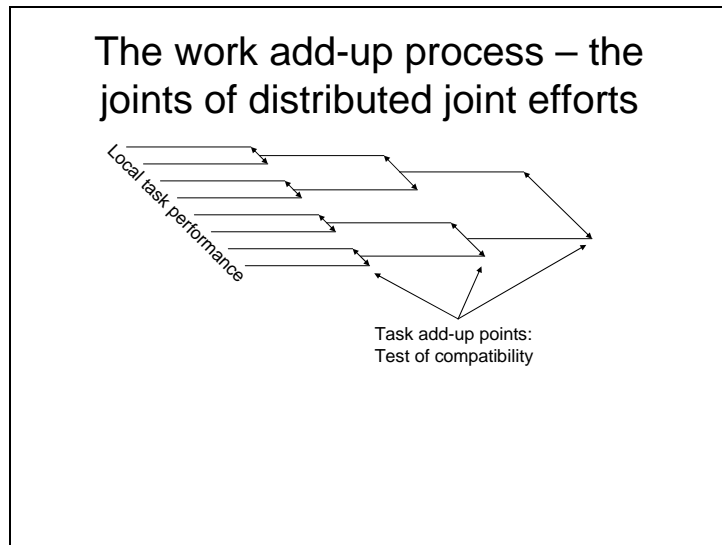 The work add-up process – the
joints of distributed joint efforts
Local task performance
Task add-up points:
Test of compatibility